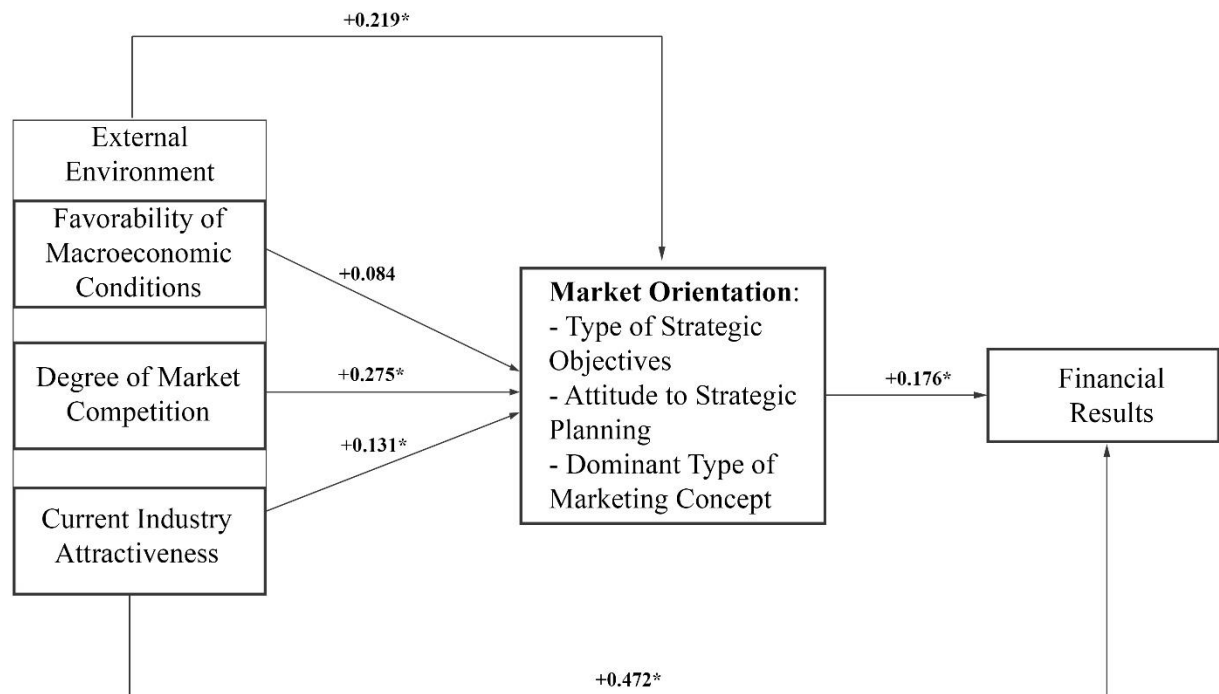 +0.219*
External
Environment
Favorability of
Macroeconomic
Conditions
+0.084
Degree of Market
Competition
+0.275*
+0.131*
Current Industry
Attractiveness
Market Orientation:
- Type of Strategic
Objectives
- Attitude to Strategic
Planning
- Dominant Type of
Marketing Concept
+0.176*
Financial
Results
+0.472*